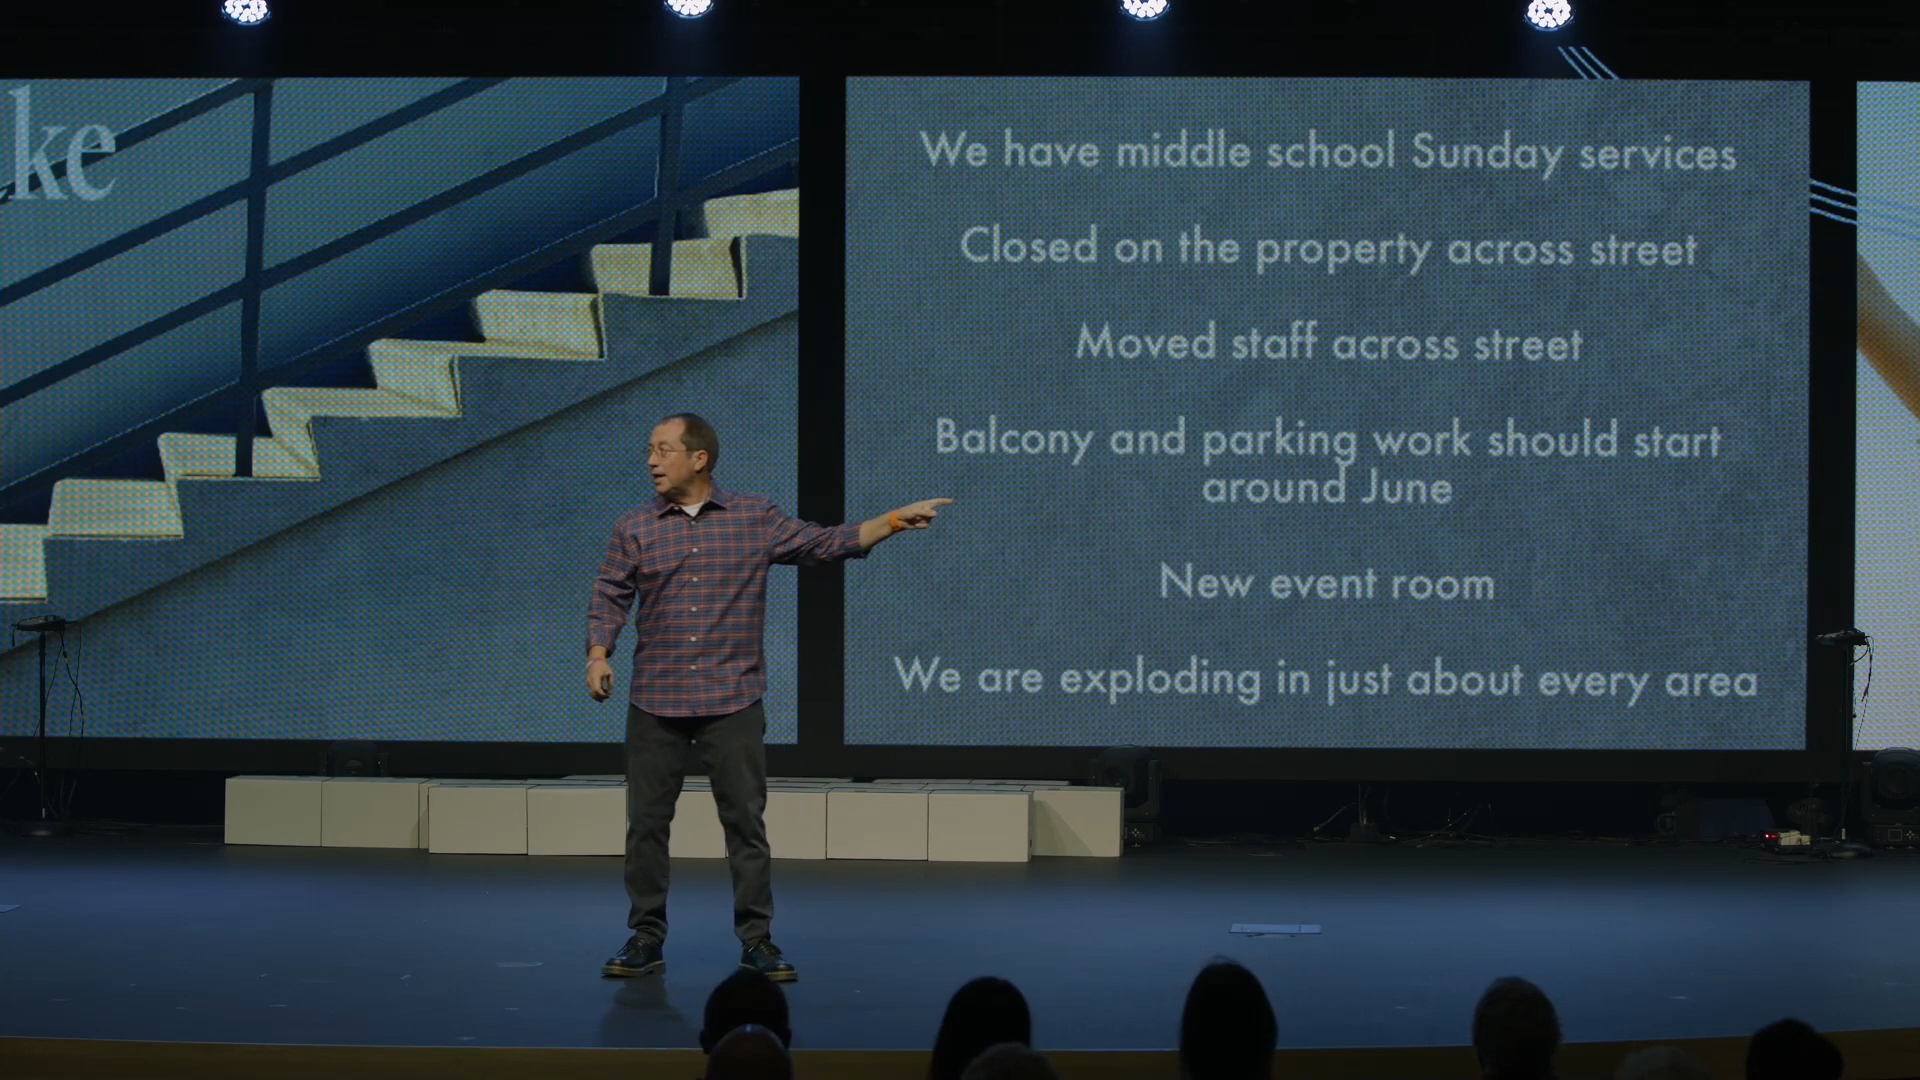 ke
We have middle school Sunday services
Closed on the property across street
Moved staff across street
Balcony and parking work should start
around June
New event room
We are exploding in just about every area